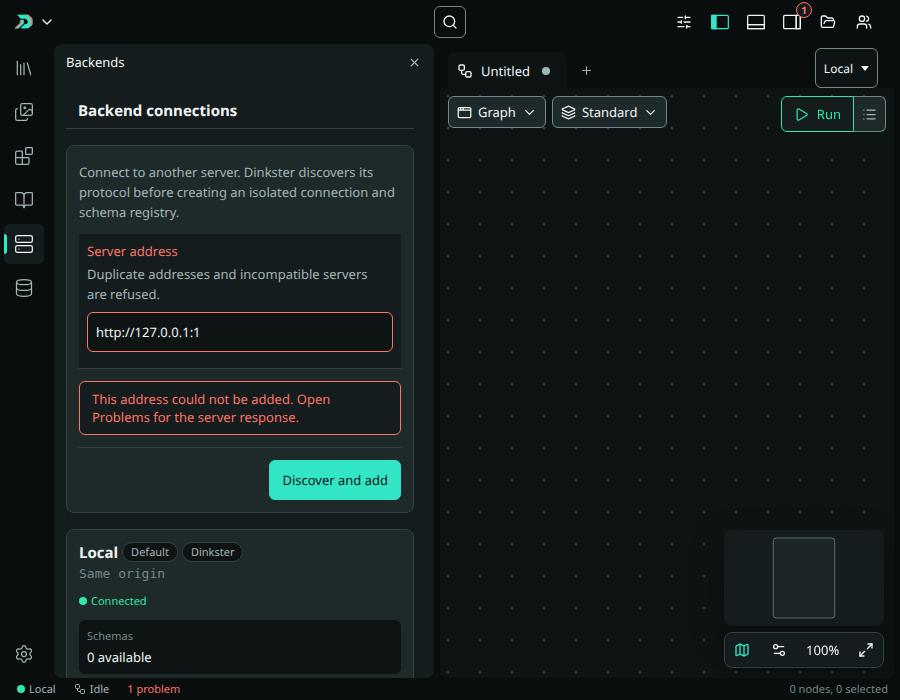 1
Backends
Backend connections
Connect to another server. Dinkster discovers its
protocol before creating an isolated connection and
schema registry.
Server address
Duplicate addresses and incompatible servers
are refused.
http://127.0.0.1:1
This address could not be added. Open
Problems for the server response.
Discover and add
Local Default Dinkster
Same origin
Connected
Schemas
0 available
Untitled
Local
Graph
Standard
Run
100%
Local Idle 1 problem
0 nodes, 0 selected